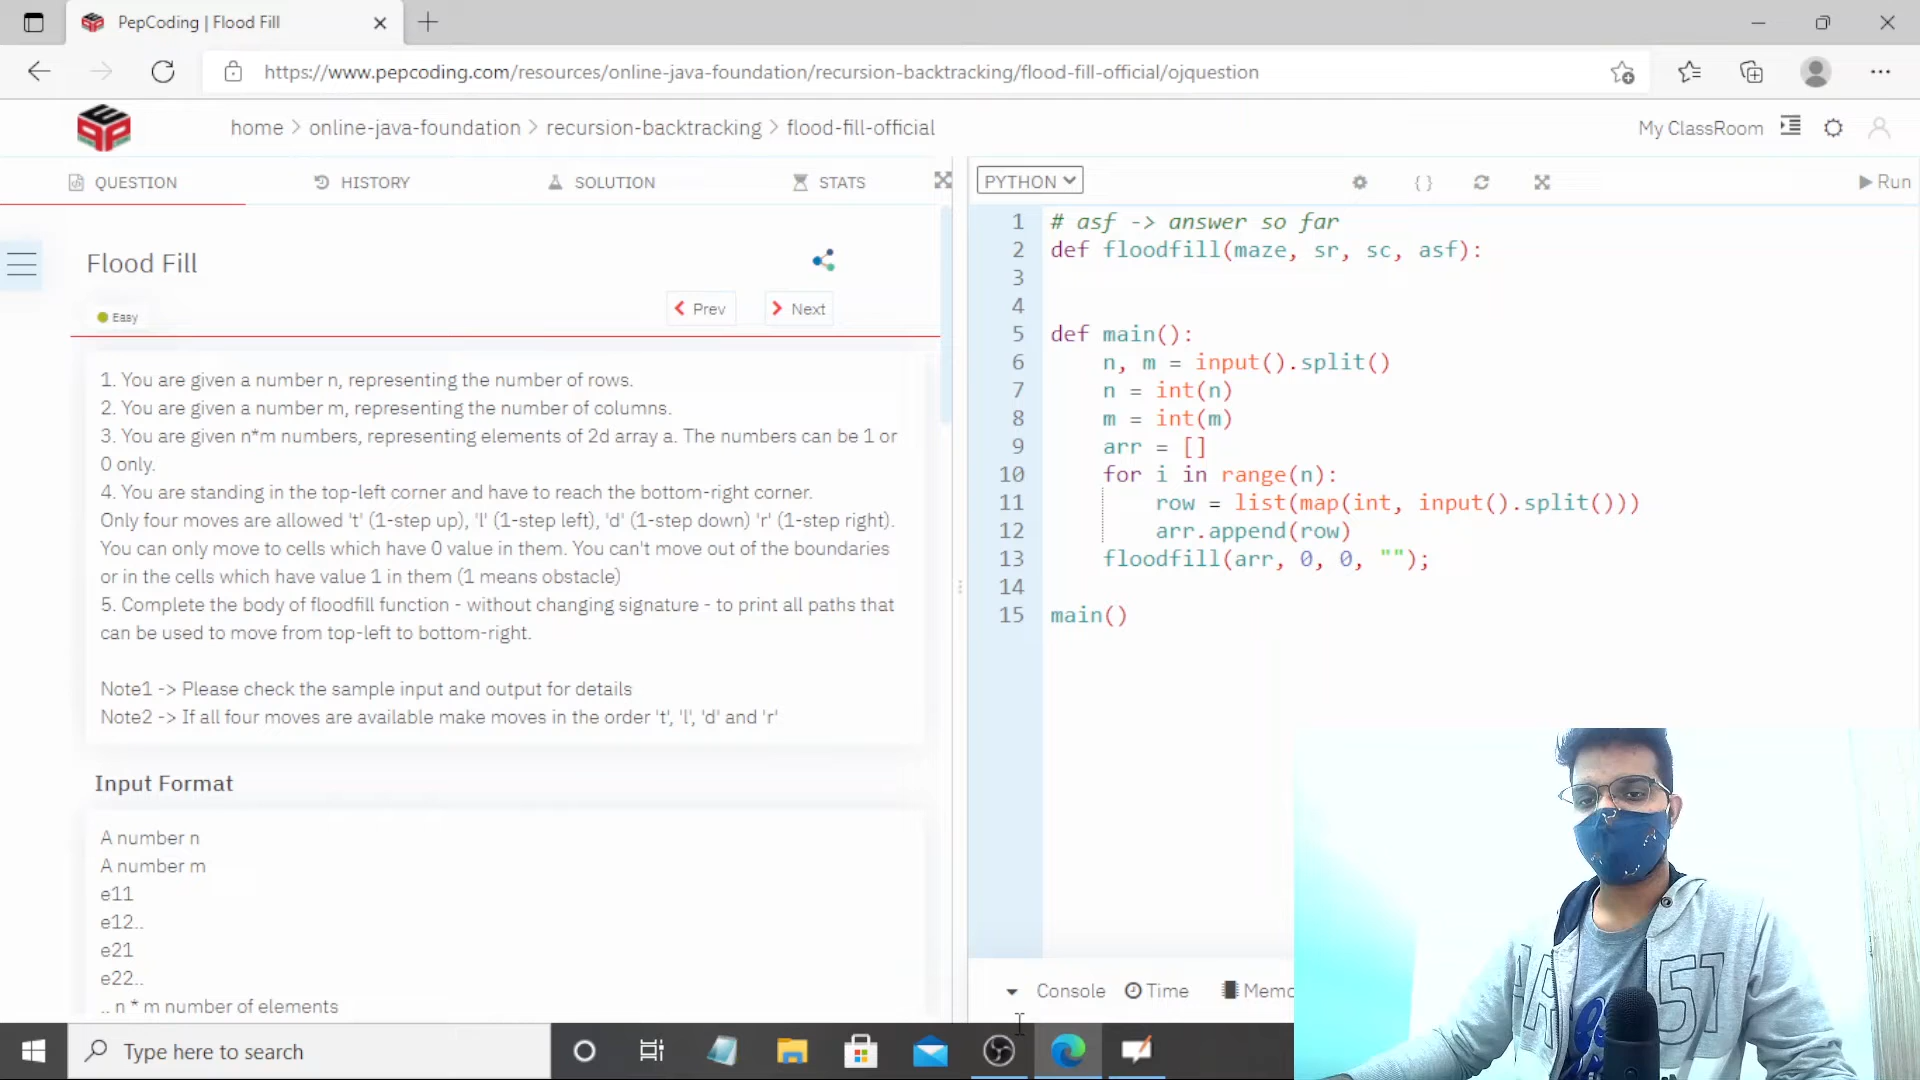 PepCoding | Flood Fill
https://www.pepcoding.com/resources/online-java-foundation/recursion-backtracking/flood-fill-official/ojquestion
home > online-java-foundation > recursion-backtracking > flood-fill-official
My ClassRoom
QUESTION
HISTORY
SOLUTION
STATS
PYTHON
{ }
Run
Flood Fill
Easy
Prev
Next
1. You are given a number n, representing the number of rows.
2. You are given a number m, representing the number of columns.
3. You are given n*m numbers, representing elements of 2d array a. The numbers can be 1 or
0 only.
4. You are standing in the top-left corner and have to reach the bottom-right corner.
Only four moves are allowed 't' (1-step up), 'l' (1-step left), 'd' (1-step down) 'r' (1-step right).
You can only move to cells which have 0 value in them. You can't move out of the boundaries
or in the cells which have value 1 in them (1 means obstacle)
5. Complete the body of floodfill function - without changing signature - to print all paths that
can be used to move from top-left to bottom-right.
Note1 -> Please check the sample input and output for details
Note2 -> If all four moves are available make moves in the order 't', 'l', 'd' and 'r'
Input Format
A number n
A number m
e11
e12..
e21
e22..
.. n * m number of elements
1 # asf -> answer so far
2 def floodfill(maze, sr, sc, asf):
3
4
5 def main():
6 n, m = input().split()
7 n = int(n)
8 m = int(m)
9 arr = []
10 for i in range(n):
11 row = list(map(int, input().split()))
12 arr.append(row)
13 floodfill(arr, 0, 0, "");
14
15 main()
Console
Time
Memo
57
Type here to search